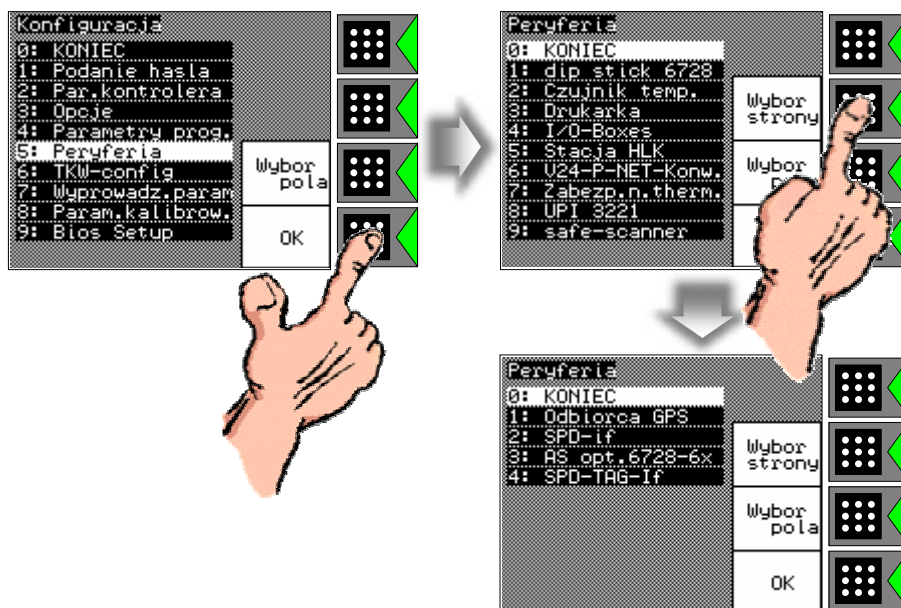 Konfiguracja
0: KONIEC
1: Podanie hasla
2: Par.kontrolera
3: Opcje
4: Parametry prog.
5: Peryferia
6: TKW-config
7: Wyprowadz.param
8: Param.kalibrow.
9: Bios Setup
Wybor
pola
OK
Peryferia
0: KONIEC
1: dip stick 6728
2: Czujnik temp.
3: Drukarka
4: I/O-Boxes
5: Stacja HLK
6: V24-P-NET-Konw.
7: Zabezp.n.therm.
8: UPI 3221
9: safe-scanner
Wybor
strony
Wybor
Peryferia
0: KONIEC
1: Odbiorca GPS
2: SPD-if
3: AS opt.6728-6x
4: SPD-TAG-If
Wybor
strony
Wybor
pola
OK